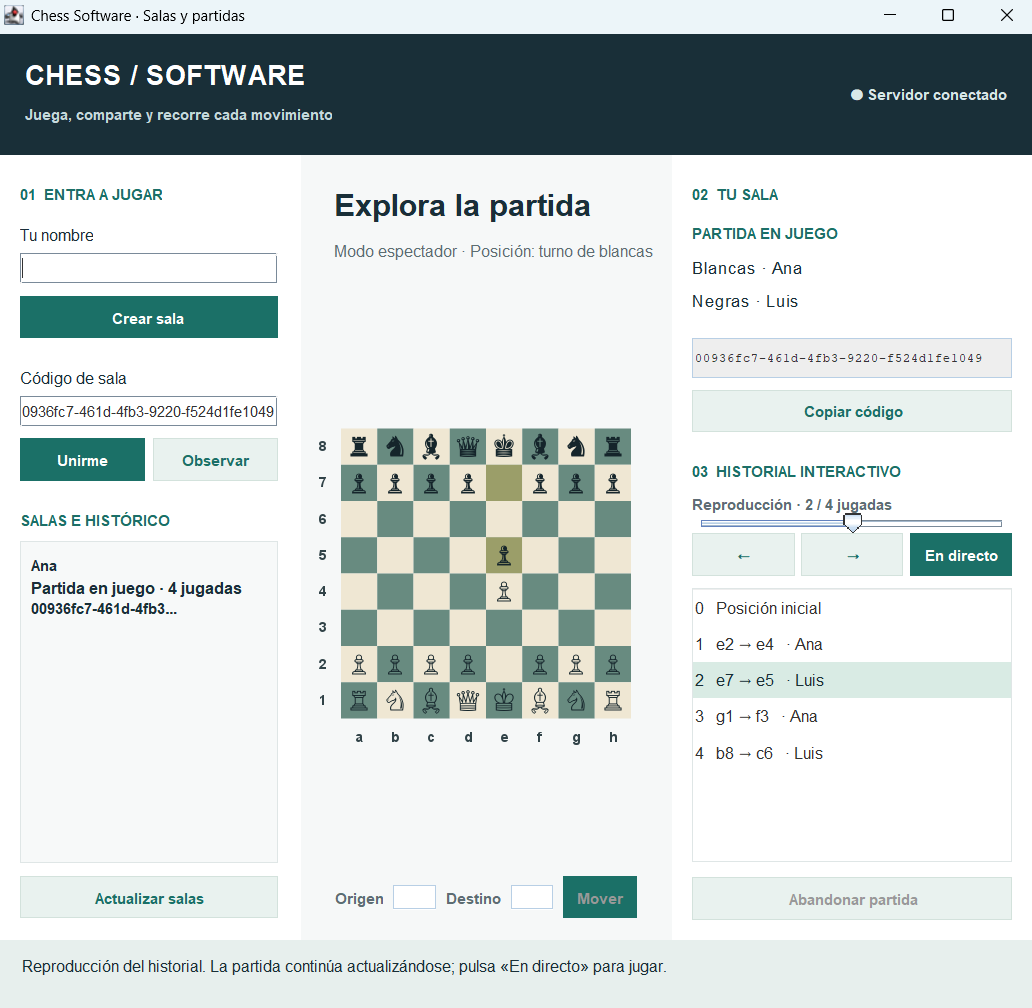 Chess Software · Salas y partidas
CHESS / SOFTWARE
Juega, comparte y recorre cada movimiento
Servidor conectado
01 ENTRA A JUGAR
Tu nombre
Crear sala
Código de sala
0936fc7-461d-4fb3-9220-f524d1fe1049
Unirme
Observar
SALAS E HISTÓRICO
Ana
Partida en juego · 4 jugadas
00936fc7-461d-4fb3...
Actualizar salas
Explora la partida
Modo espectador · Posición: turno de blancas
8
7
6
5
4
3
2
1
a b c d e f g h
Origen
Destino
Mover
02 TU SALA
PARTIDA EN JUEGO
Blancas · Ana
Negras · Luis
00936fc7-461d-4fb3-9220-f524d1fe1049
Copiar código
03 HISTORIAL INTERACTIVO
Reproducción · 2 / 4 jugadas
← → En directo
0 Posición inicial
1 e2 → e4 · Ana
2 e7 → e5 · Luis
3 g1 → f3 · Ana
4 b8 → c6 · Luis
Abandonar partida
Reproducción del historial. La partida continúa actualizándose; pulsa «En directo» para jugar.